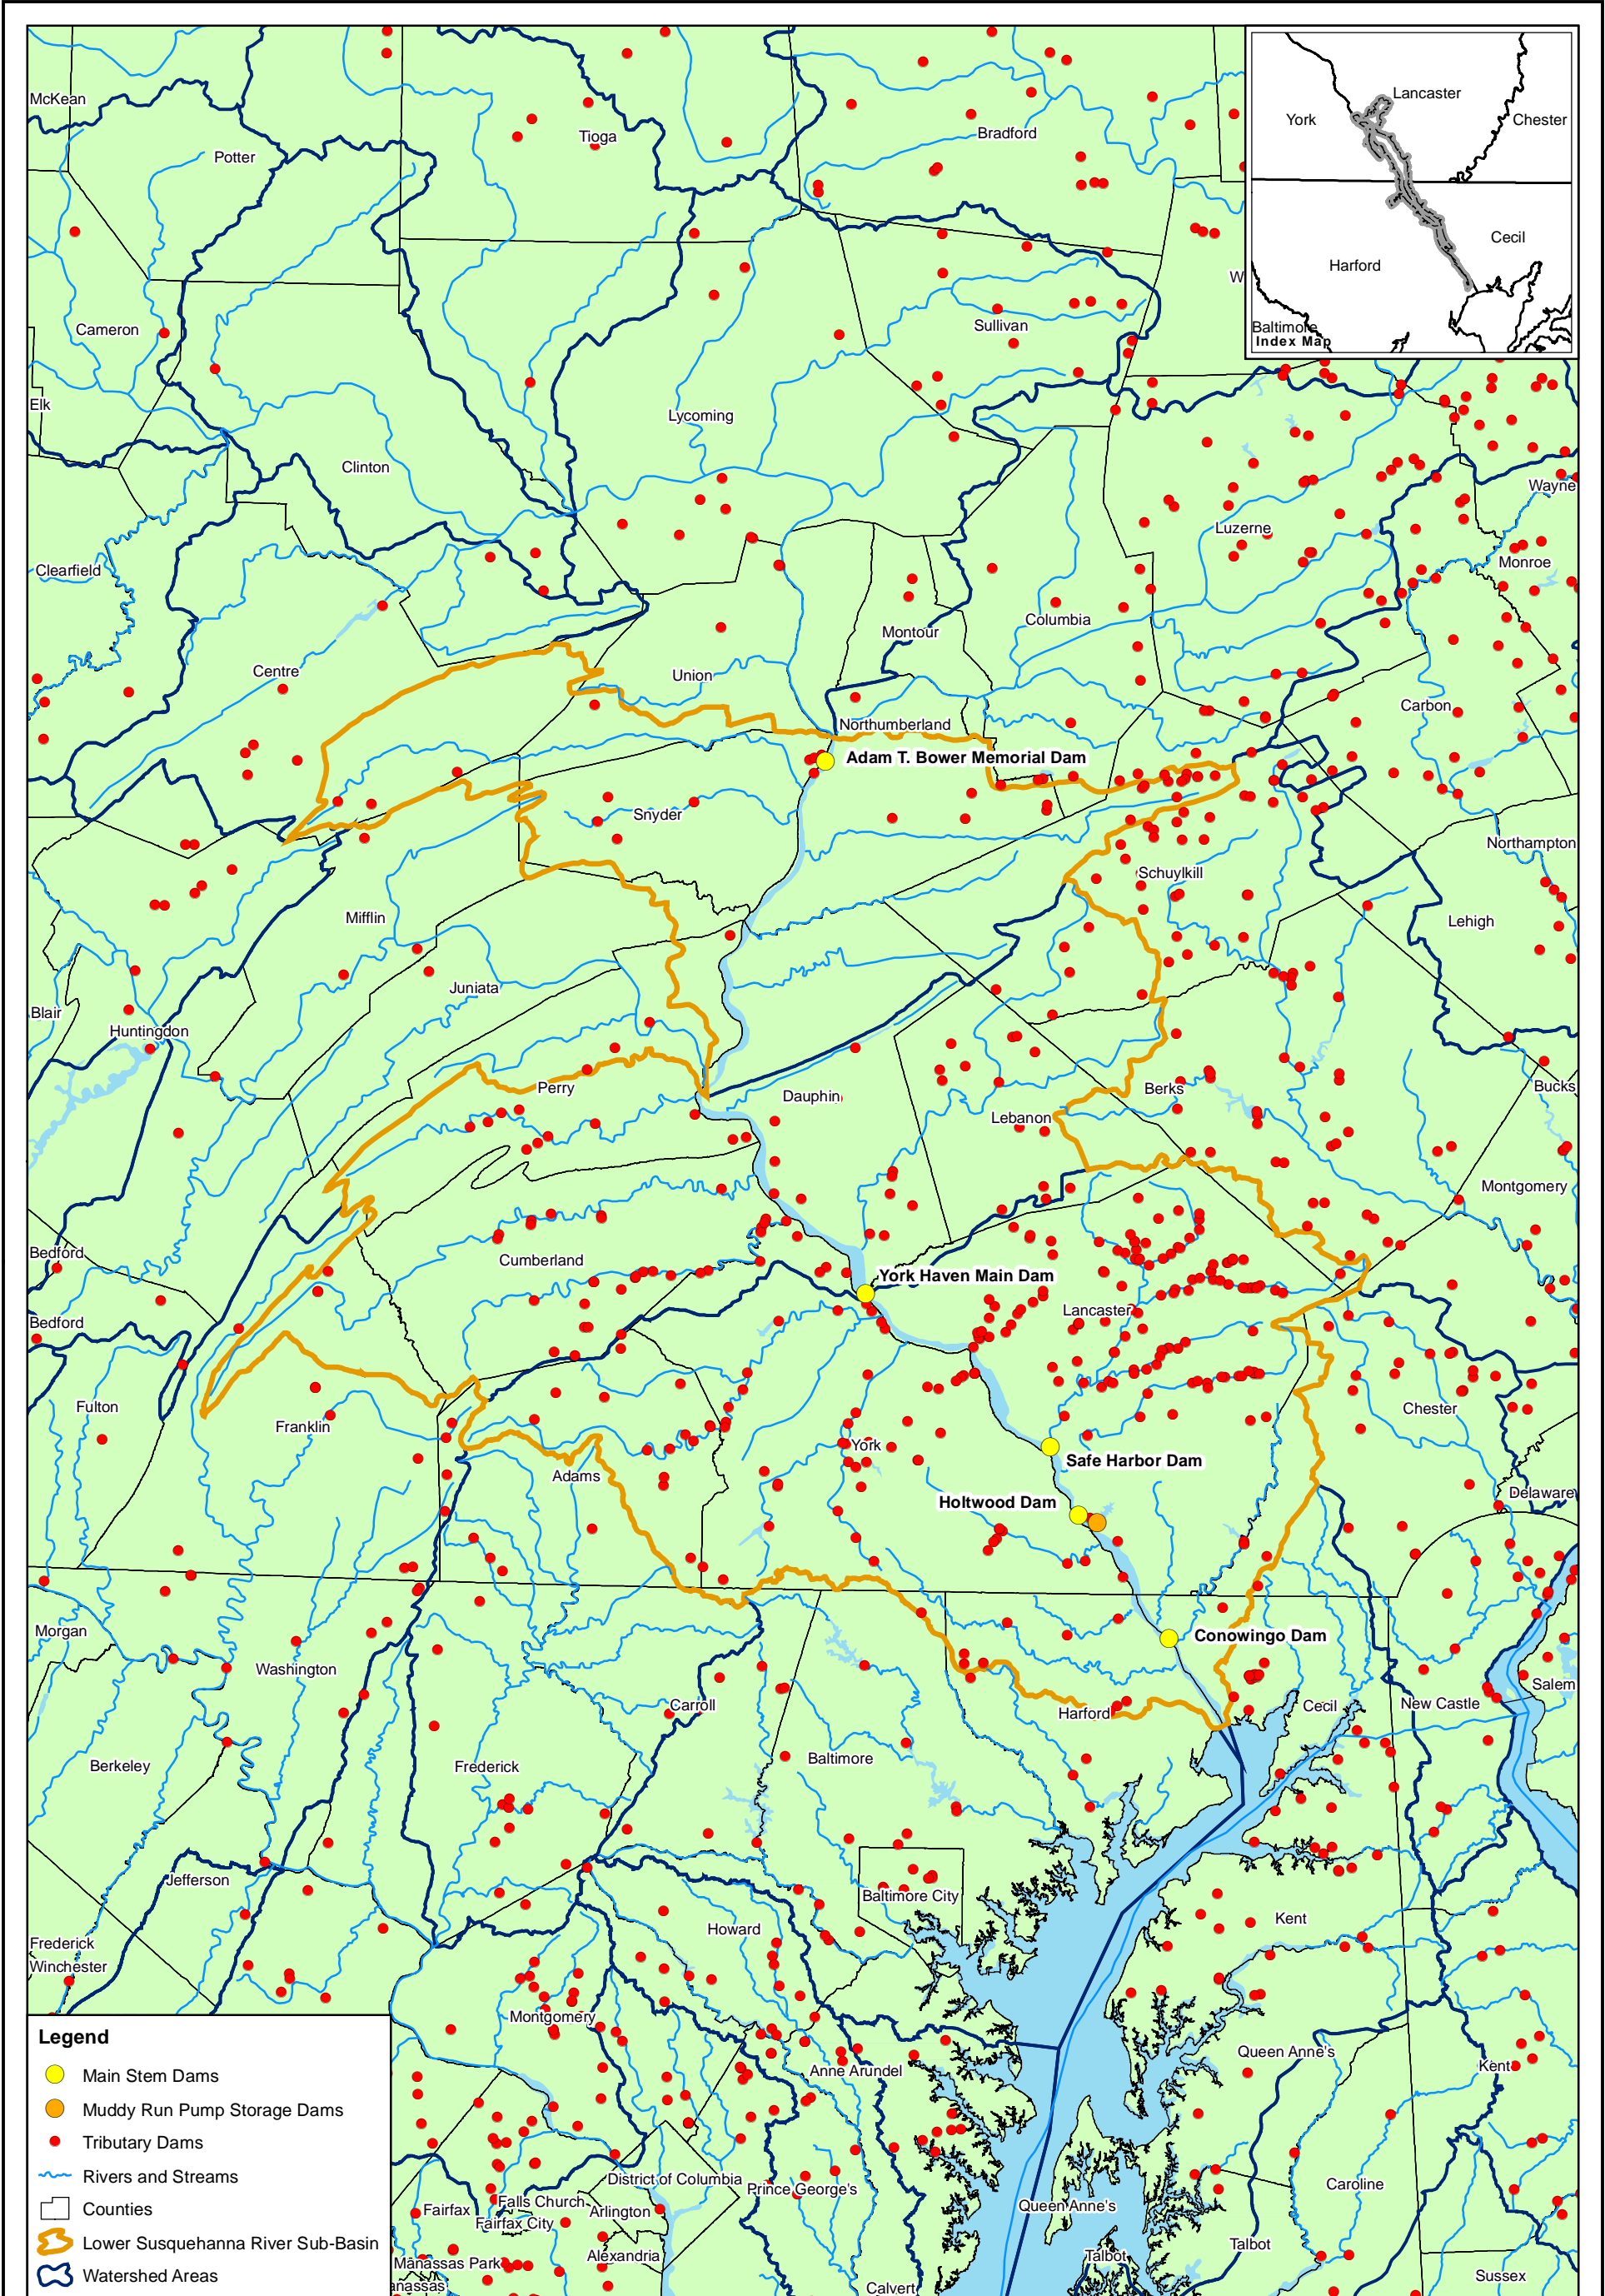 McKean
Potter
Tioga
Bradford
Lancaster
York
Chester
Cecil
Harford
Baltimore
Index Map
W
Cameron
Sullivan
Elk
Lycoming
Clinton
Wayne
Luzerne
Clearfield
Monroe
Columbia
Montour
Centre
Union
Carbon
Northumberland
Adam T. Bower Memorial Dam
Snyder
Northampton
Schuylkill
Mifflin
Lehigh
Juniata
Blair
Huntingdon
Perry
Dauphin
Berks
Bucks
Lebanon
Montgomery
Bedford
Cumberland
York Haven Main Dam
Lancaster
Bedford
Fulton
Franklin
Chester
York
Safe Harbor Dam
Adams
Holtwood Dam
Delaware
Morgan
Conowingo Dam
Washington
Salem
Carroll
Harford
Cecil
New Castle
Berkeley
Frederick
Baltimore
Jefferson
Baltimore City
Howard
Kent
Frederick
Winchester
Montgomery
Anne Arundel
Queen Anne's
Kent
District of Columbia
Prince George's
Caroline
Fairfax
Falls Church
Arlington
Fairfax City
Queen Anne's
Manassas Park
Alexandria
Talbot
Talbot
anassas
Calvert
Sussex
Legend
Main Stem Dams
Muddy Run Pump Storage Dams
Tributary Dams
Rivers and Streams
Counties
Lower Susquehanna River Sub-Basin
Watershed Areas